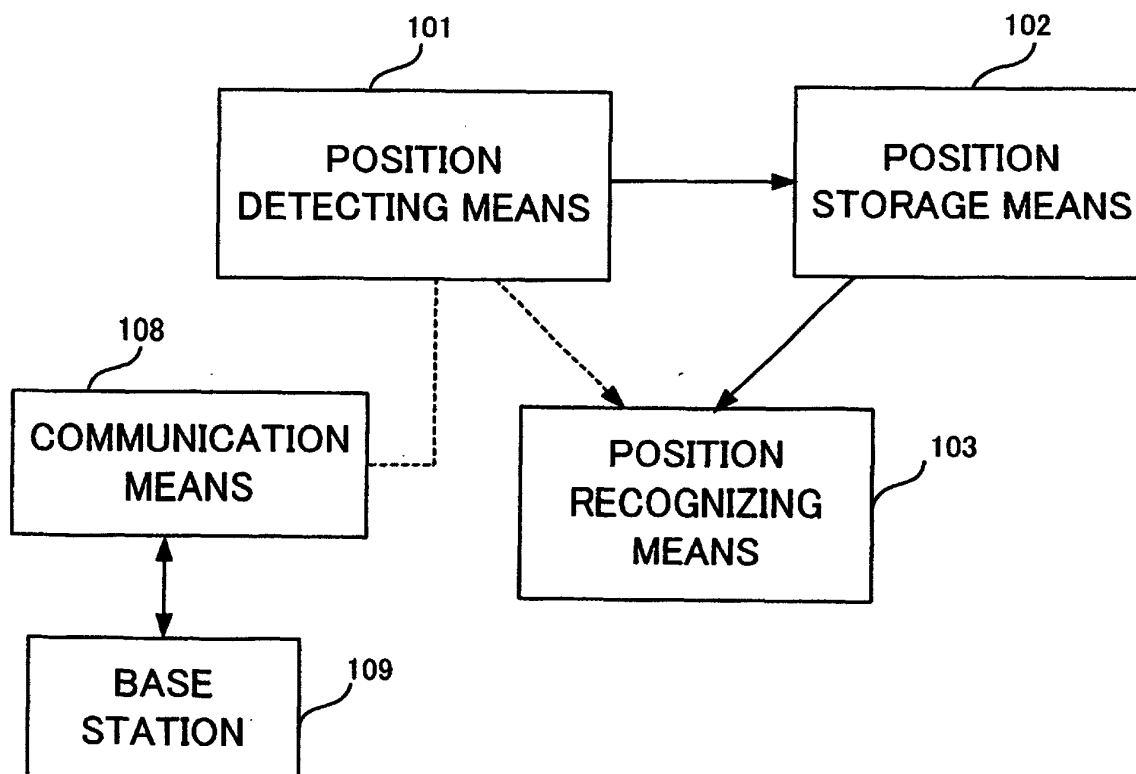 101
102
POSITION
DETECTING MEANS
POSITION
STORAGE MEANS
108
COMMUNICATION
MEANS
POSITION
RECOGNIZING
MEANS
103
BASE
STATION
109